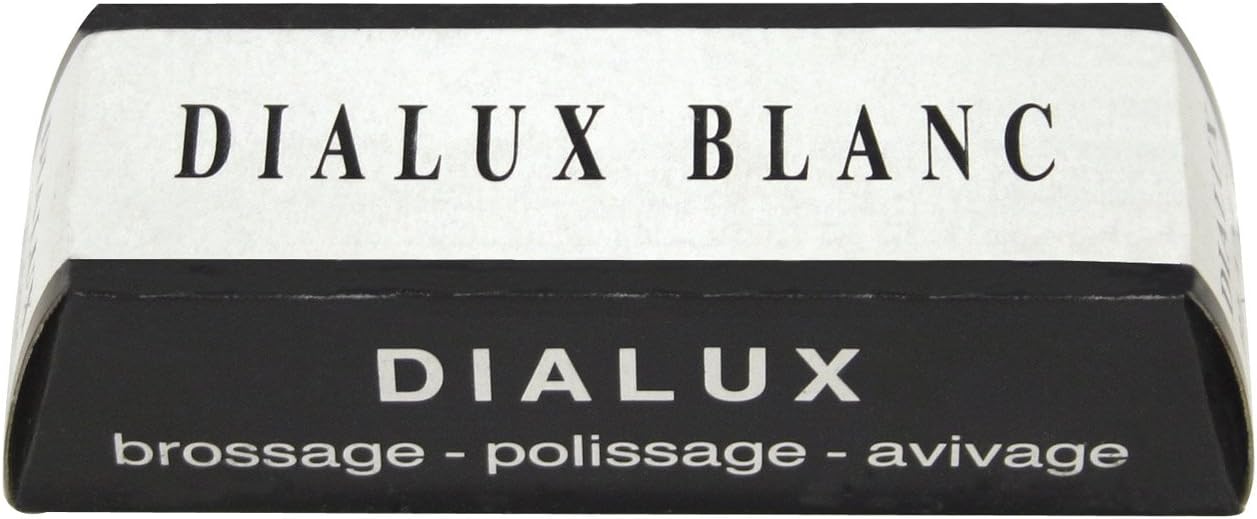 DIALUX BLANC
DIALUX
brossage - polissage - avivage